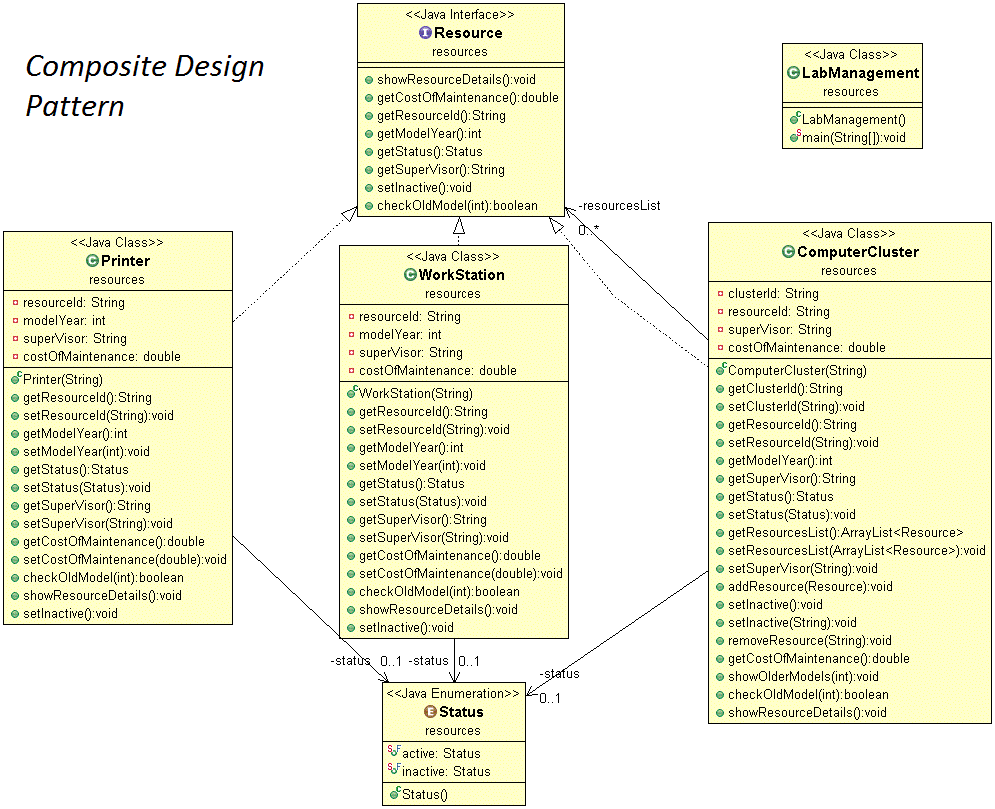 Composite Design
Pattern
<<Java Interface>>
Resource
resources
showResourceDetails():void
getCostOfMaintenance():double
getResourceId():String
getModelYear():int
getStatus():Status
getSuperVisor():String
setInactive():void
checkOldModel(int):boolean
<<Java Class>>
LabManagement
resources
LabManagement()
main(String[]):void
-resourcesList
0..*
<<Java Class>>
Printer
resources
resourceId: String
modelYear: int
superVisor: String
costOfMaintenance: double
Printer(String)
getResourceId():String
setResourceId(String):void
getModelYear():int
setModelYear(int):void
getStatus():Status
setStatus(Status):void
getSuperVisor():String
setSuperVisor(String):void
getCostOfMaintenance():double
setCostOfMaintenance(double):void
checkOldModel(int):boolean
showResourceDetails():void
setInactive():void
<<Java Class>>
WorkStation
resources
resourceId: String
modelYear: int
superVisor: String
costOfMaintenance: double
WorkStation(String)
getResourceId():String
setResourceId(String):void
getModelYear():int
setModelYear(int):void
getStatus():Status
setStatus(Status):void
getSuperVisor():String
setSuperVisor(String):void
getCostOfMaintenance():double
setCostOfMaintenance(double):void
checkOldModel(int):boolean
showResourceDetails():void
setInactive():void
<<Java Class>>
ComputerCluster
resources
clusterId: String
resourceId: String
superVisor: String
costOfMaintenance: double
ComputerCluster(String)
getClusterId():String
setClusterId(String):void
getResourceId():String
setResourceId(String):void
getModelYear():int
getSuperVisor():String
getStatus():Status
setStatus(Status):void
getResourcesList():ArrayList<Resource>
setResourcesList(ArrayList<Resource>):void
setSuperVisor(String):void
addResource(Resource):void
setInactive():void
setInactive(String):void
removeResource(String):void
getCostOfMaintenance():double
showOlderModels(int):void
checkOldModel(int):boolean
showResourceDetails():void
-status 0..1
-status 0..1
-status
0..1
<<Java Enumeration>>
Status
resources
active: Status
inactive: Status
Status()